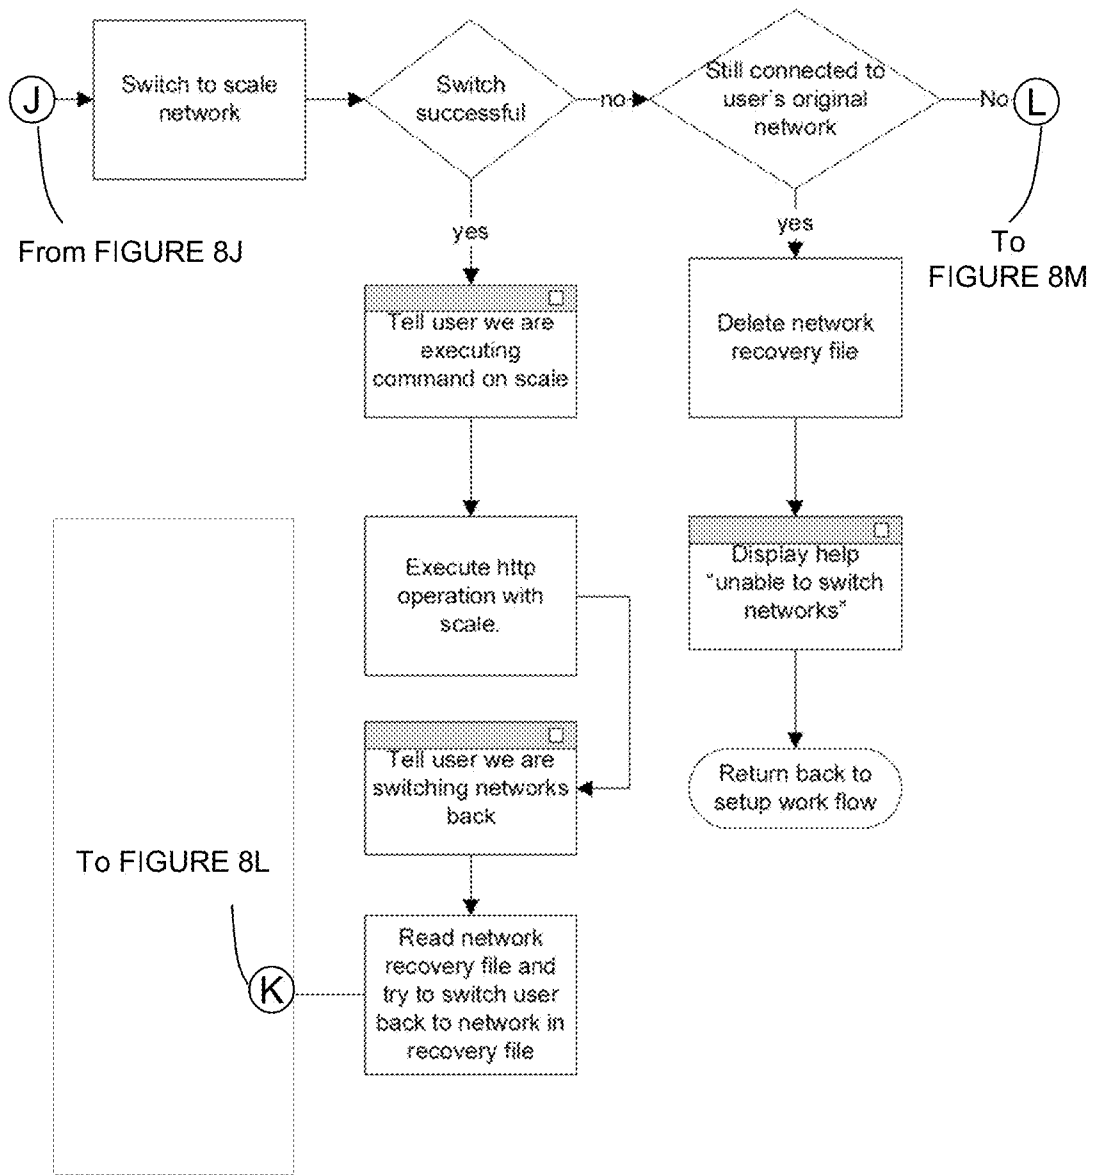 J
Switch to scale
network
Switch
successful
no
Still connected to
user's original
network
No
L
From FIGURE 8J
yes
yes
To
FIGURE 8M
Tell user we are
executing
command on scale
Delete network
recovery file
Execute http
operation with
scale.
Display help
"unable to switch
networks"
Tell user we are
switching networks
back
Return back to
setup work flow
To FIGURE 8L
K
Read network
recovery file and
try to switch user
back to network in
recovery file